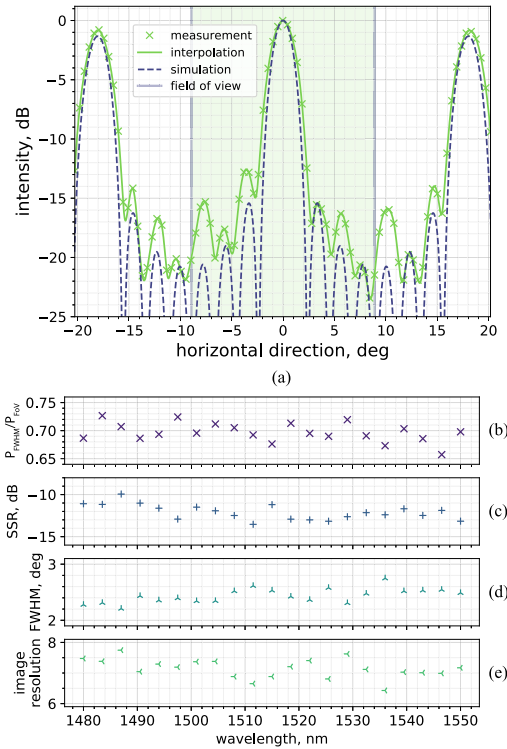 0
−5
−10
−15
−20
−25
intensity, dB
measurement
interpolation
simulation
field of view
−20
−15
−10
−5
0
5
10
15
20
horizontal direction, deg
(a)
0.75
0.70
0.65
P_FWHM/P_FoV
(b)
−10
−15
SSR, dB
(c)
3
2
FWHM, deg
(d)
8
6
image
resolution
(e)
1480
1490
1500
1510
1520
1530
1540
1550
wavelength, nm